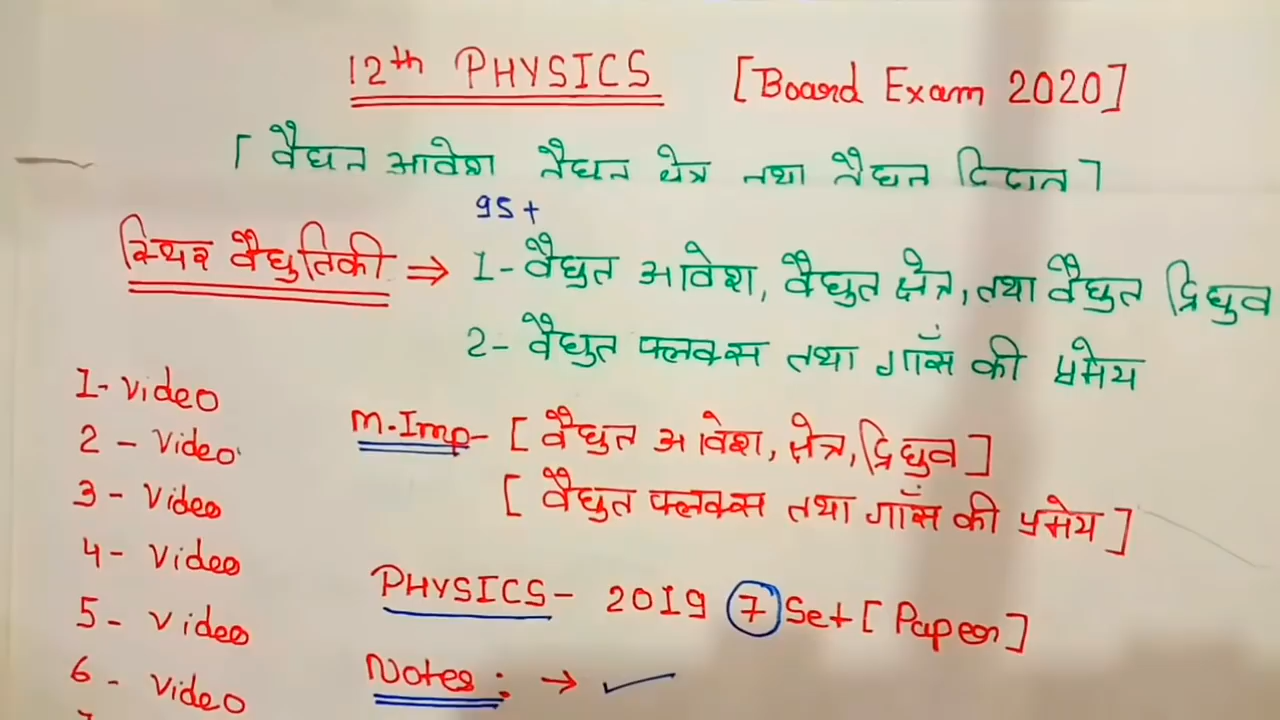 12th PHYSICS [Board Exam 2020]
[ वैद्युत आवेश वैद्युत क्षेत्र तथा वैद्युत ]
95+
स्थिर वैद्युतिकी ⇒ 1- वैद्युत आवेश, वैद्युत क्षेत्र, तथा वैद्युत द्विध्रुव
2- वैद्युत फ्लक्स तथा गॉस की प्रमेय
1- video
2 - video
3 - video
4 - video
5 - video
6 - video
M.Imp- [ वैद्युत आवेश, क्षेत्र, द्विध्रुव ]
[ वैद्युत फ्लक्स तथा गॉस की प्रमेय ]
PHYSICS- 2019 7 Set [ Paper ]
Notes: → ✓